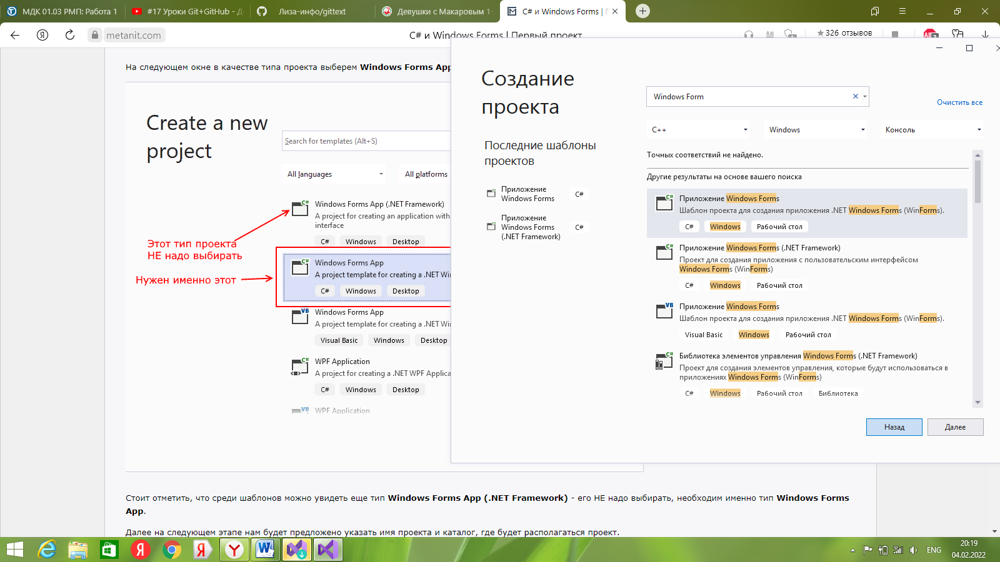 МДК 01.03 РМП: Работа 1
#17 Уроки Git+GitHub - Д
Лиза-инфо/gittext
Девушки с Макаровым 1-
C# и Windows Forms | П
metanit.com
C# и Windows Forms | Первый проект
326 отзывов
На следующем окне в качестве типа проекта выберем Windows Forms App
Create a new
project
Search for templates (Alt+S)
All languages
All platforms
Windows Forms App (.NET Framework)
A project for creating an application with
interface
C#
Windows
Desktop
Этот тип проекта
НЕ надо выбирать
Нужен именно этот
Windows Forms App
A project template for creating a .NET Wi
C#
Windows
Desktop
Windows Forms App
A project template for creating a .NET Wi
Visual Basic
Windows
Desktop
WPF Application
A project for creating a .NET WPF Applica
C#
Windows
Desktop
WPF Application
Создание
проекта
Последние шаблоны
проектов
Приложение
Windows Forms
C#
Приложение
Windows Forms
(.NET Framework)
C#
Windows Form
Очистить все
C++
Windows
Консоль
Точных соответствий не найдено.
Другие результаты на основе вашего поиска
Приложение Windows Forms
Шаблон проекта для создания приложения .NET Windows Forms (WinForms).
C#
Windows
Рабочий стол
Приложение Windows Forms (.NET Framework)
Проект для создания приложения с пользовательским интерфейсом
Windows Forms (WinForms)
C#
Windows
Рабочий стол
Приложение Windows Forms
Шаблон проекта для создания приложения .NET Windows Forms (WinForms).
Visual Basic
Windows
Рабочий стол
Библиотека элементов управления Windows Forms (.NET Framework)
Проект для создания элементов управления, которые будут использоваться в
приложениях Windows Forms (WinForms)
C#
Windows
Рабочий стол
Библиотека
Назад
Далее
Стоит отметить, что среди шаблонов можно увидеть еще тип Windows Forms App (.NET Framework) - его НЕ надо выбирать, необходим именно тип Windows Forms
App.
Далее на следующем этапе нам будет предложено указать имя проекта и каталог, где будет располагаться проект.
ENG
20:19
04.02.2022